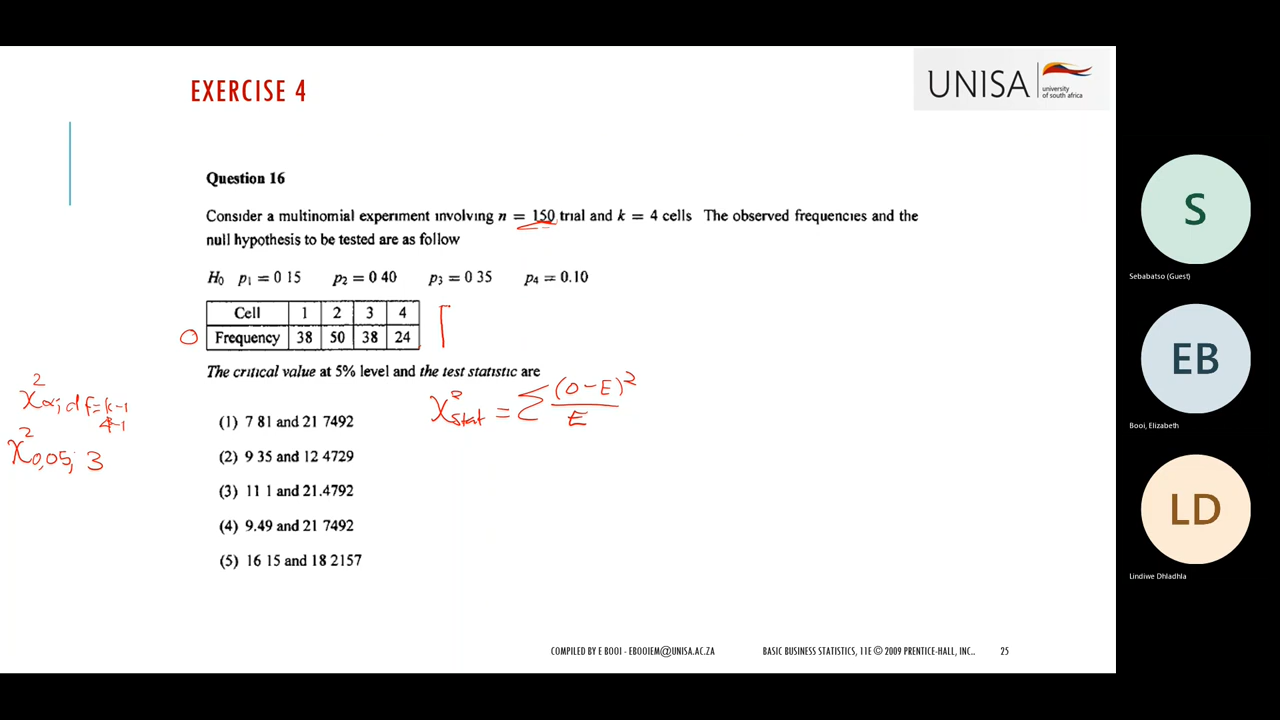 EXERCISE 4
UNISA
university
of south africa
Question 16
Consider a multinomial experiment involving n = 150 trial and k = 4 cells The observed frequencies and the
null hypothesis to be tested are as follow
H₀ p₁ = 0 15 p₂ = 0 40 p₃ = 0 35 p₄ = 0.10
Cell 1 2 3 4
O Frequency 38 50 38 24
The critical value at 5% level and the test statistic are
χ²α; df=k-1
4-1
χ²0,05; 3
χ²stat = Σ (O-E)²
E
(1) 7 81 and 21 7492
(2) 9 35 and 12 4729
(3) 11 1 and 21.4792
(4) 9.49 and 21 7492
(5) 16 15 and 18 2157
COMPILED BY E BOOI - EBOOIEM@UNISA.AC.ZA BASIC BUSINESS STATISTICS, 11E © 2009 PRENTICE-HALL, INC.. 25
S
Sebabatso (Guest)
EB
Booi, Elizabeth
LD
Lindiwe Dhladhla